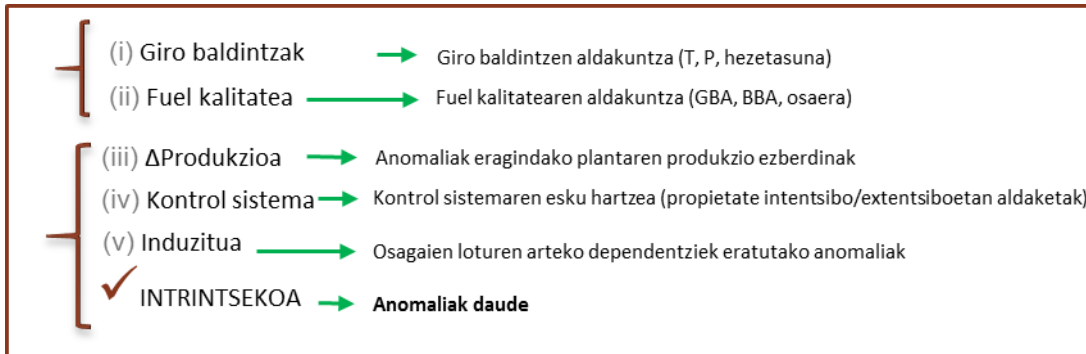 (i) Giro baldintzak Giro baldintzen aldakuntza (T, P, hezetasuna)
(ii) Fuel kalitatea Fuel kalitatearen aldakuntza (GBA, BBA, osaera)
(iii) ΔProdukzioa Anomaliak eragindako plantaren produkzio ezberdinak
(iv) Kontrol sistema Kontrol sistemaren esku hartzea (propietate intentsibo/extentsiboetan aldaketak)
(v) Induzitua Osagaien loturen arteko dependentziek eratutako anomaliak
INTRINTSEKOA Anomaliak daude